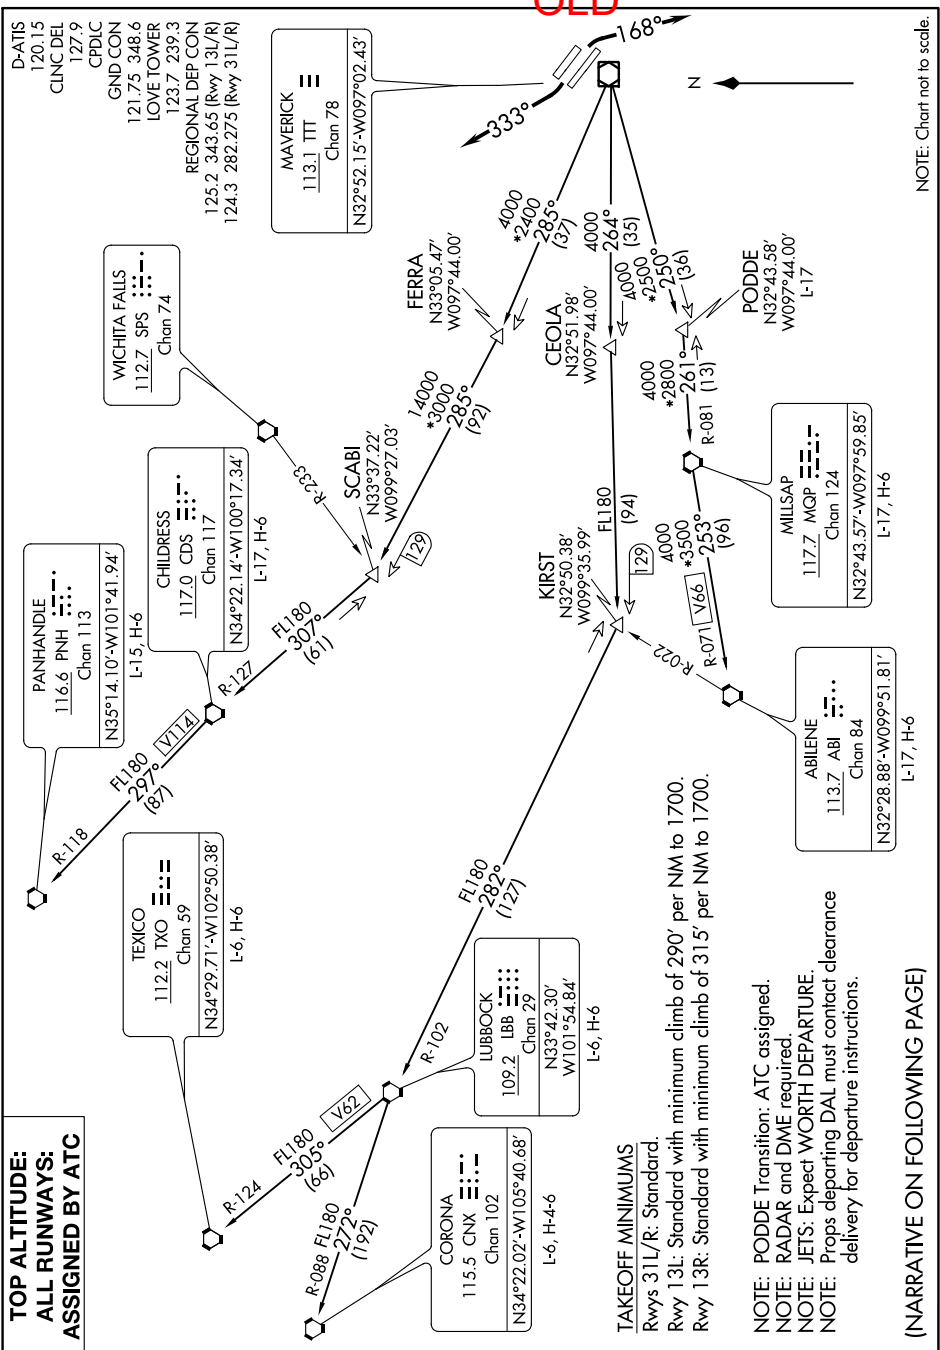 OLD
TOP ALTITUDE:
ALL RUNWAYS:
ASSIGNED BY ATC
D-ATIS
120.15
CLNC DEL
127.9
CPDLC
GND CON
121.75 348.6
LOVE TOWER
123.7 239.3
REGIONAL DEP CON
125.2 343.65 (Rwy 13L/R)
124.3 282.275 (Rwy 31L/R)
PANHANDLE
116.6 PNH
Chan 113
N35°14.10'-W101°41.94'
L-15, H-6
WICHITA FALLS
112.7 SPS
Chan 74
CHILDRESS
117.0 CDS
Chan 117
N34°22.14'-W100°17.34'
L-17, H-6
MAVERICK
113.1 TTT
Chan 78
N32°52.15'-W097°02.43'
TEXICO
112.2 TXO
Chan 59
N34°29.71'-W102°50.38'
L-6, H-6
R-118
FL180
297°
(87)
V114
R-127
FL180
307°
(61)
R-233
SCABI
N33°37.22'
W099°27.03'
129
14000
*3000
285°
(92)
FERRA
N33°05.47'
W097°44.00'
4000
*2400
285°
(37)
333°
168°
N
R-124
FL180
305°
(66)
V62
R-088
FL180
272°
(192)
CORONA
115.5 CNX
Chan 102
N34°22.02'-W105°40.68'
L-6, H-4-6
LUBBOCK
109.2 LBB
Chan 29
N33°42.30'
W101°54.84'
L-6, H-6
R-102
FL180
282°
(127)
KIRST
N32°50.38'
W099°35.99'
129
FL180
(94)
CEOLA
N32°51.98'
W097°44.00'
4000
264°
(35)
4000
*2500
250°
(36)
PODDE
N32°43.58'
W097°44.00'
L-17
4000
*2800
261°
(13)
R-081
MILLSAP
117.7 MQP
Chan 124
N32°43.57'-W097°59.85'
L-17, H-6
4000
*3500
253°
(96)
V66
R-071
R-022
ABILENE
113.7 ABI
Chan 84
N32°28.88'-W099°51.81'
L-17, H-6
TAKEOFF MINIMUMS
Rwys 31L/R: Standard.
Rwy 13L: Standard with minimum climb of 290' per NM to 1700.
Rwy 13R: Standard with minimum climb of 315' per NM to 1700.
NOTE: PODDE Transition: ATC assigned.
NOTE: RADAR and DME required.
NOTE: JETS: Expect WORTH DEPARTURE.
NOTE: Props departing DAL must contact clearance
delivery for departure instructions.
(NARRATIVE ON FOLLOWING PAGE)
NOTE: Chart not to scale.